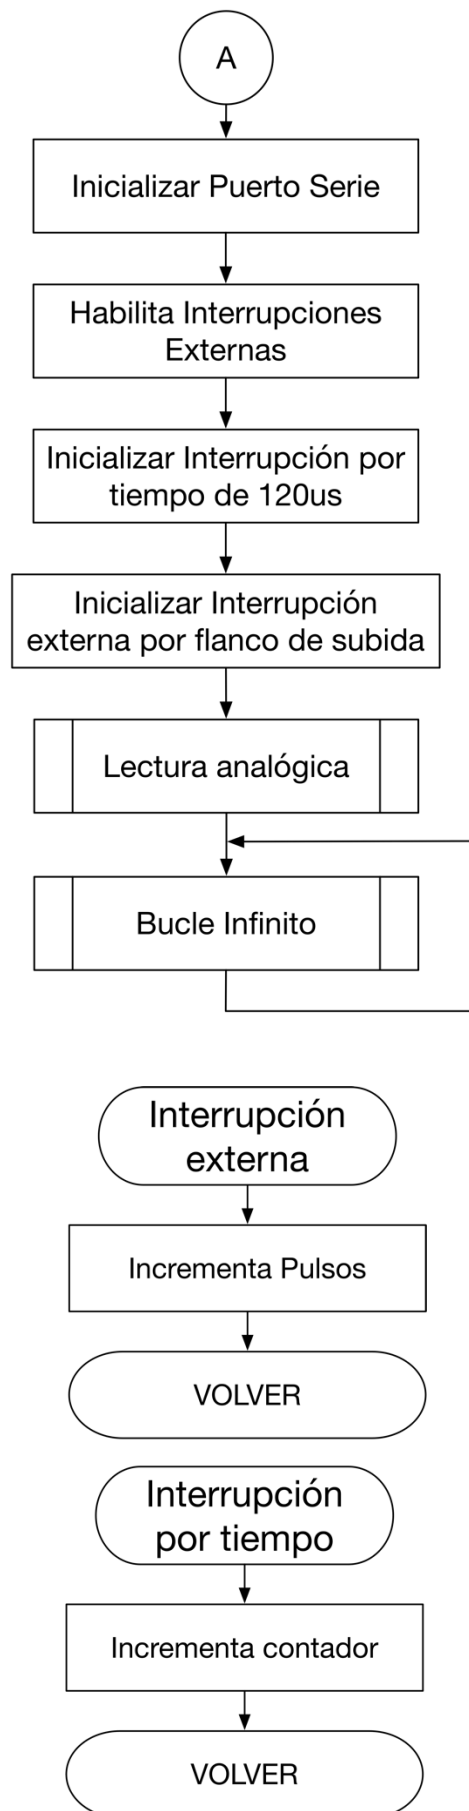 A
Inicializar Puerto Serie
Habilita Interrupciones
Externas
Inicializar Interrupción por
tiempo de 120us
Inicializar Interrupción
externa por flanco de subida
Lectura analógica
Bucle Infinito
Interrupción
externa
Incrementa Pulsos
VOLVER
Interrupción
por tiempo
Incrementa contador
VOLVER